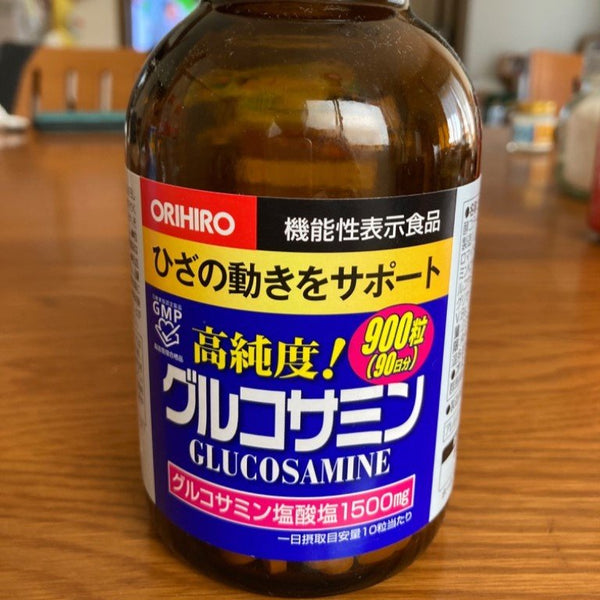 ORIHIRO
機能性表示食品
ひざの動きをサポート
GMP
高純度!
900粒
(90日分)
グルコサミン
GLUCOSAMINE
グルコサミン塩酸塩1500mg
一日摂取目安量10粒当たり